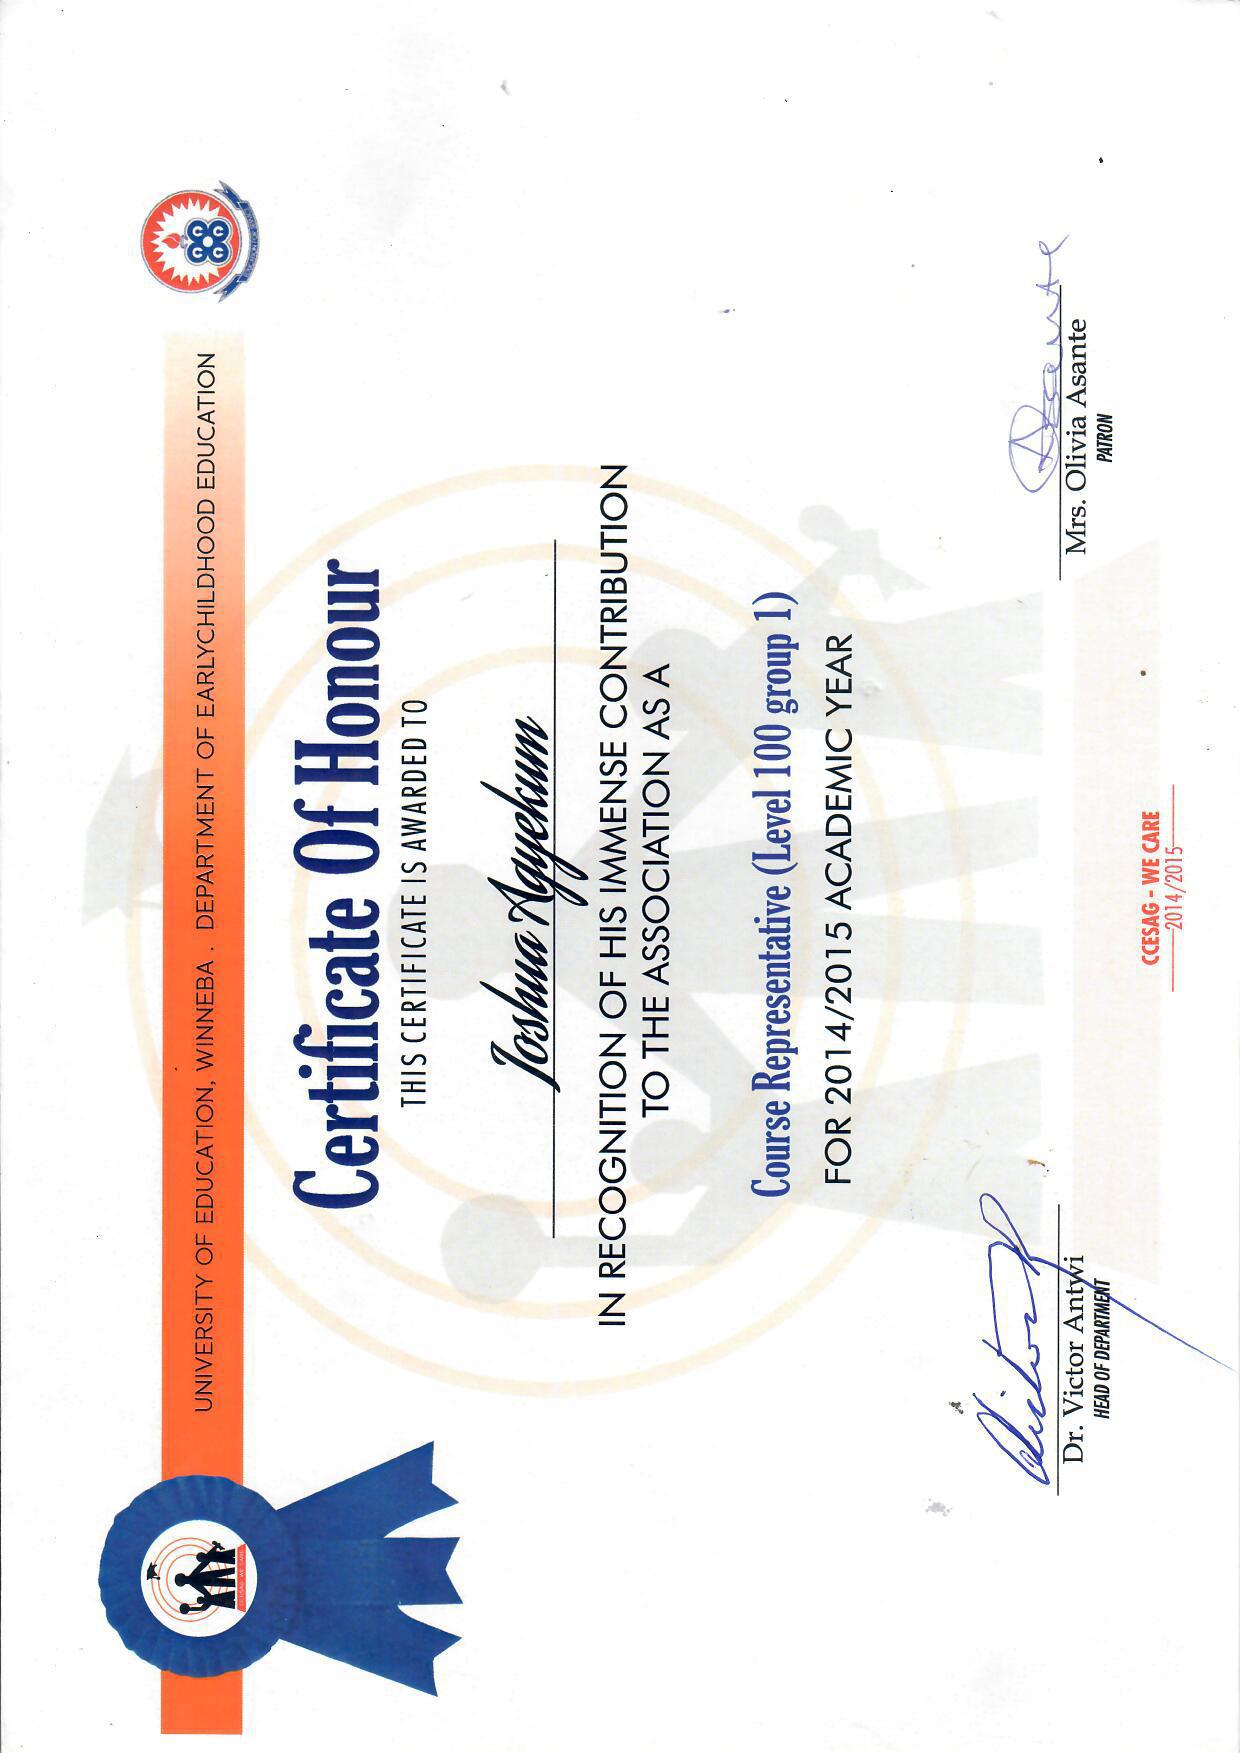 UNIVERSITY OF EDUCATION, WINNEBA . DEPARTMENT OF EARLYCHILDHOOD EDUCATION
Certificate Of Honour
THIS CERTIFICATE IS AWARDED TO
Joshua Agyekum
IN RECOGNITION OF HIS IMMENSE CONTRIBUTION
TO THE ASSOCIATION AS A
Course Representative (Level 100 group 1)
FOR 2014/2015 ACADEMIC YEAR
Dr. Victor Antwi
HEAD OF DEPARTMENT
Asante
Mrs. Olivia Asante
PATRON
CCESAG - WE CARE
2014/2015